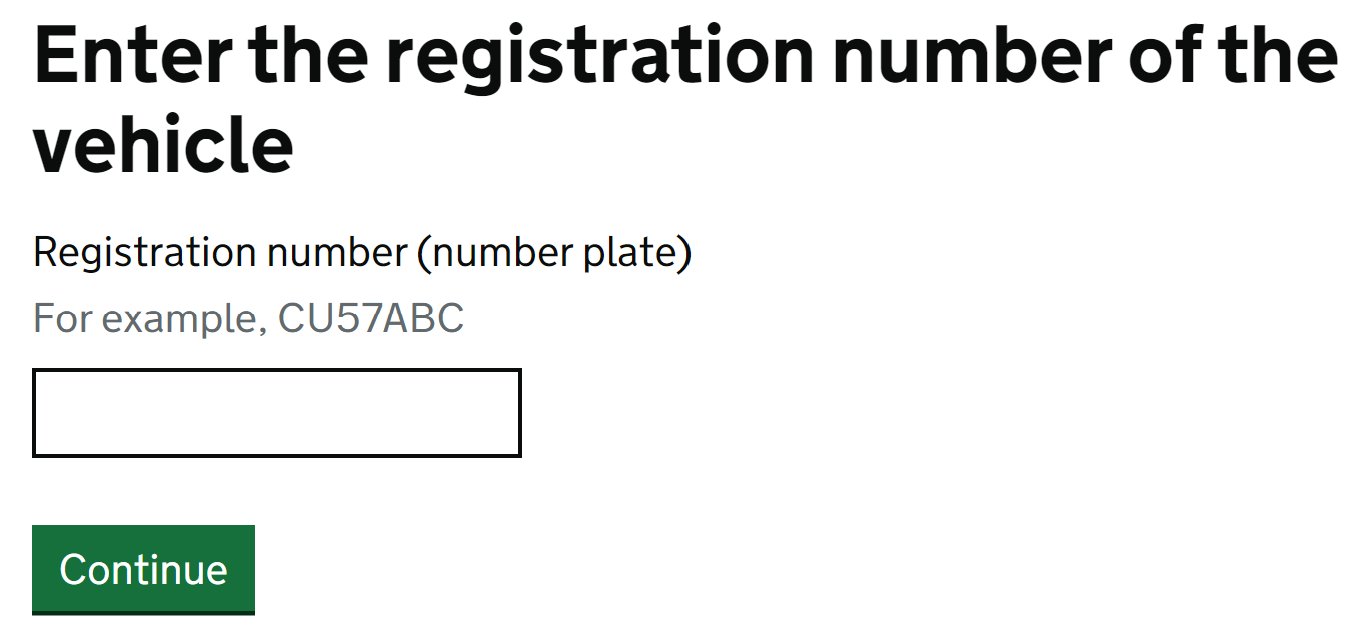 Enter the registration number of the
vehicle
Registration number (number plate)
For example, CU57ABC
Continue